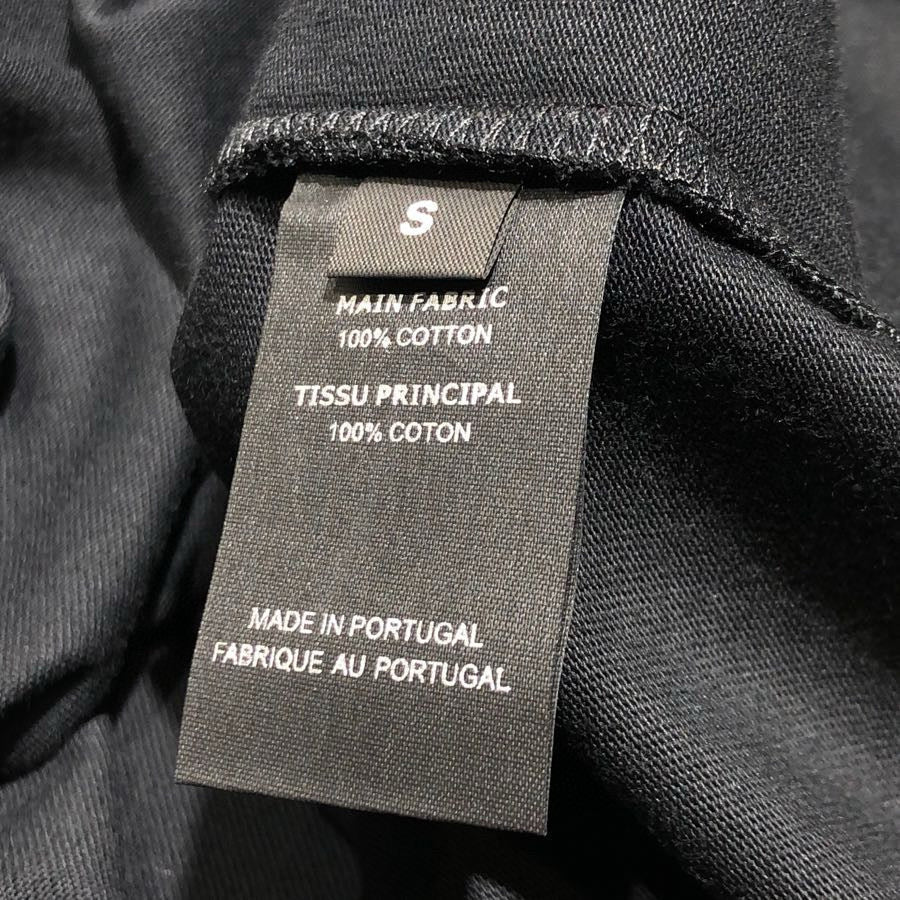 S
MAIN FABRIC
100% COTTON
TISSU PRINCIPAL
100% COTON
MADE IN PORTUGAL
FABRIQUE AU PORTUGAL